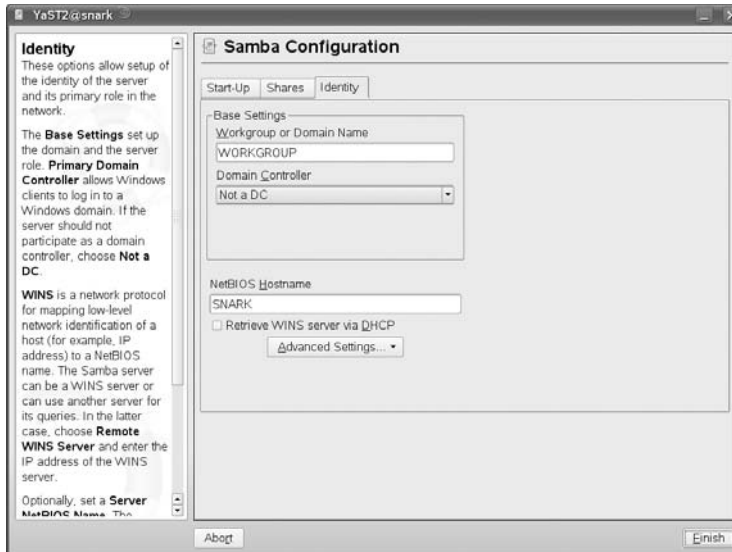 YaST2@snark
Identity
These options allow setup of
the identity of the server
and its primary role in the
network.
The Base Settings set up
the domain and the server
role. Primary Domain
Controller allows Windows
clients to log in to a
Windows domain. If the
server should not
participate as a domain
controller, choose Not a
DC.
WINS is a network protocol
for mapping low-level
network identification of a
host (for example, IP
address) to a NetBIOS
name. The Samba server
can be a WINS server or
can use another server for
its queries. In the latter
case, choose Remote
WINS Server and enter the
IP address of the WINS
server.
Optionally, set a Server
NetBIOS Name. The
Samba Configuration
Start-Up Shares Identity
Base Settings
Workgroup or Domain Name
WORKGROUP
Domain Controller
Not a DC
NetBIOS Hostname
SNARK
Retrieve WINS server via DHCP
Advanced Settings...
Abort
Finish